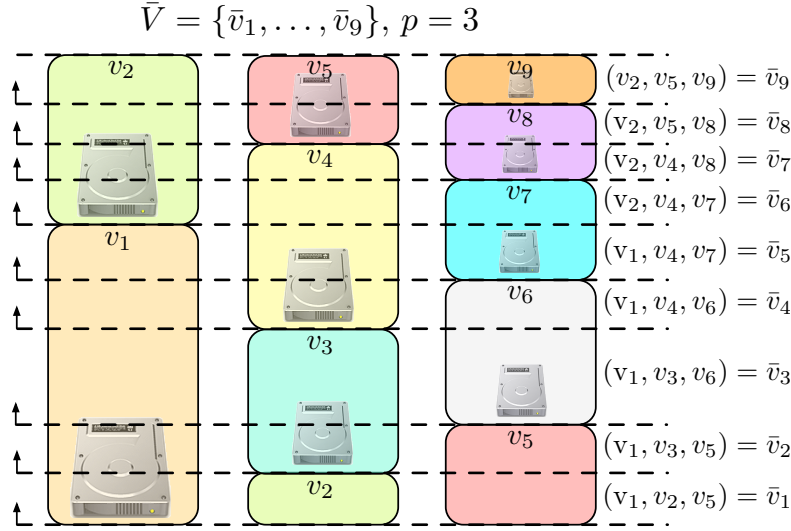 V̄ = {v̄₁, . . . , v̄₉}, p = 3
v₂ v₅ v₉ (v₂, v₅, v₉) = v̄₉
v₈ (v₂, v₅, v₈) = v̄₈
v₄ (v₂, v₄, v₈) = v̄₇
v₇ (v₂, v₄, v₇) = v̄₆
v₁ (v₁, v₄, v₇) = v̄₅
v₆ (v₁, v₄, v₆) = v̄₄
v₃ (v₁, v₃, v₆) = v̄₃
v₅ (v₁, v₃, v₅) = v̄₂
v₂ (v₁, v₂, v₅) = v̄₁